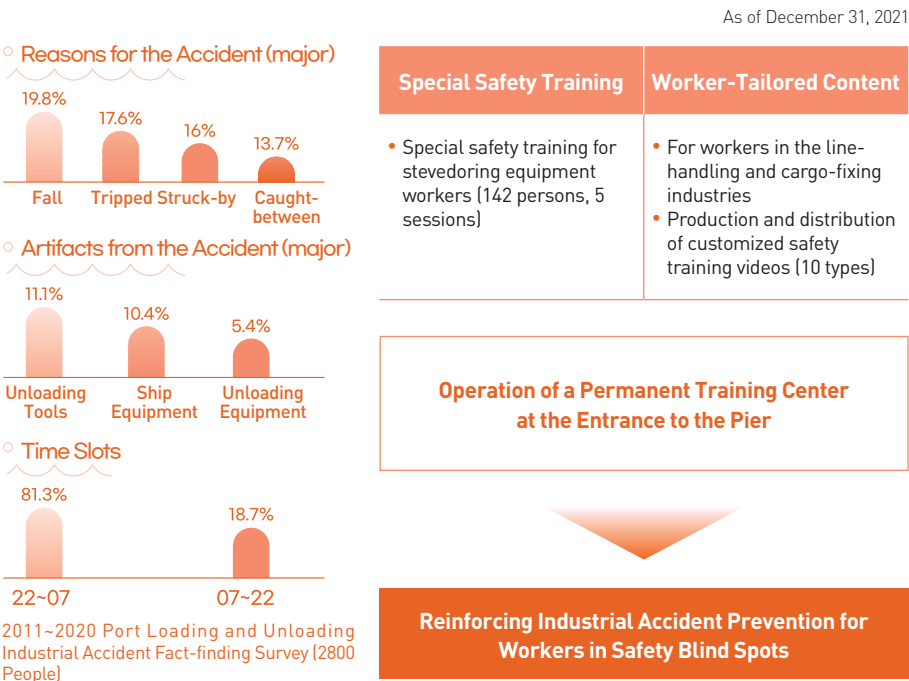 As of December 31, 2021
Reasons for the Accident (major)
19.8%
17.6%
16%
13.7%
Fall
Tripped
Struck-by
Caught-
between
Artifacts from the Accident (major)
11.1%
10.4%
5.4%
Unloading
Tools
Ship
Equipment
Unloading
Equipment
Time Slots
81.3%
18.7%
22~07
07~22
2011~2020 Port Loading and Unloading
Industrial Accident Fact-finding Survey (2800
People)
Special Safety Training
• Special safety training for
stevedoring equipment
workers (142 persons, 5
sessions)
Worker-Tailored Content
• For workers in the line-
handling and cargo-fixing
industries
• Production and distribution
of customized safety
training videos (10 types)
Operation of a Permanent Training Center
at the Entrance to the Pier
Reinforcing Industrial Accident Prevention for
Workers in Safety Blind Spots